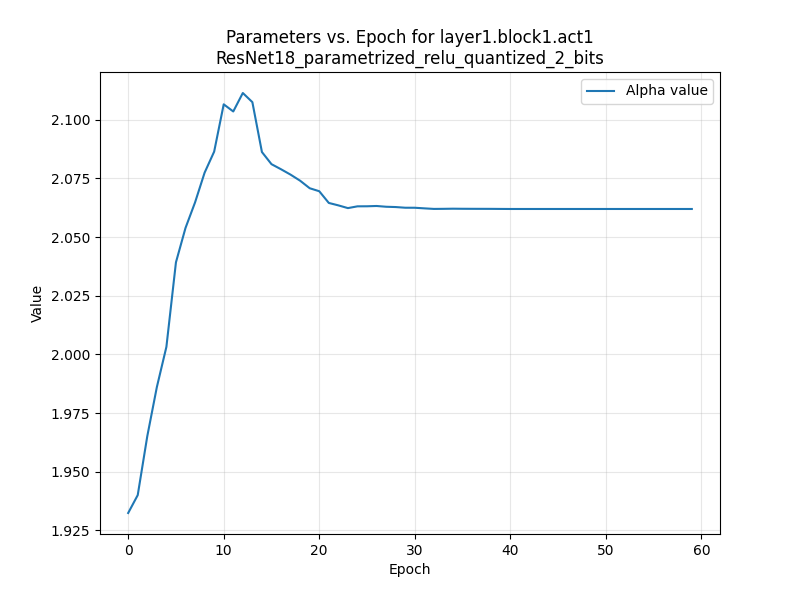 Parameters vs. Epoch for layer1.block1.act1
ResNet18_parametrized_relu_quantized_2_bits
Alpha value
2.100
2.075
2.050
2.025
2.000
1.975
1.950
1.925
Value
0 10 20 30 40 50 60
Epoch